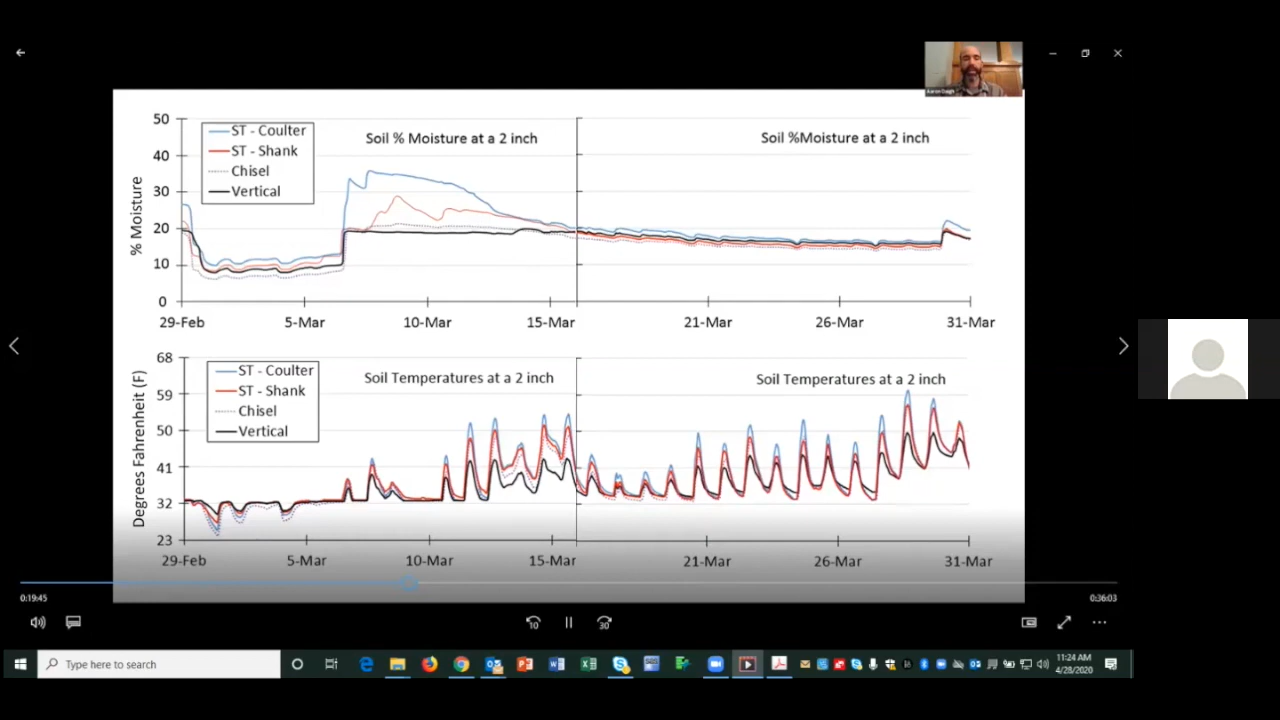 Aaron Daigh
50
40
30
20
10
0
% Moisture
ST - Coulter
ST - Shank
Chisel
Vertical
Soil % Moisture at a 2 inch
Soil %Moisture at a 2 inch
29-Feb 5-Mar 10-Mar 15-Mar 21-Mar 26-Mar 31-Mar
68
59
50
41
32
23
Degrees Fahrenheit (F)
ST - Coulter
ST - Shank
Chisel
Vertical
Soil Temperatures at a 2 inch
Soil Temperatures at a 2 inch
29-Feb 5-Mar 10-Mar 15-Mar 21-Mar 26-Mar 31-Mar
0:19:45
0:36:03
10
30
Type here to search
11:24 AM
4/28/2020